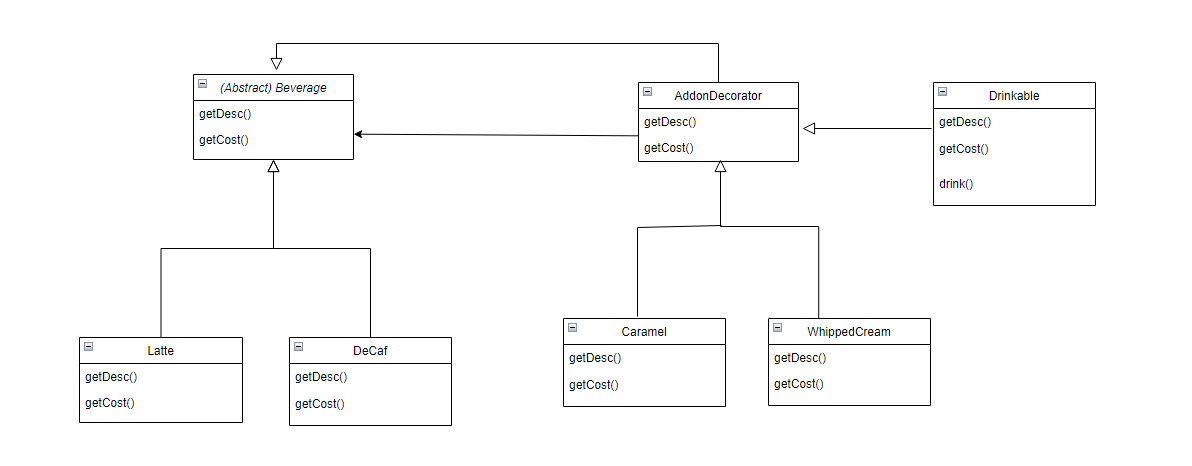 (Abstract) Beverage
getDesc()
getCost()
AddonDecorator
getDesc()
getCost()
Drinkable
getDesc()
getCost()
drink()
Latte
getDesc()
getCost()
DeCaf
getDesc()
getCost()
Caramel
getDesc()
getCost()
WhippedCream
getDesc()
getCost()